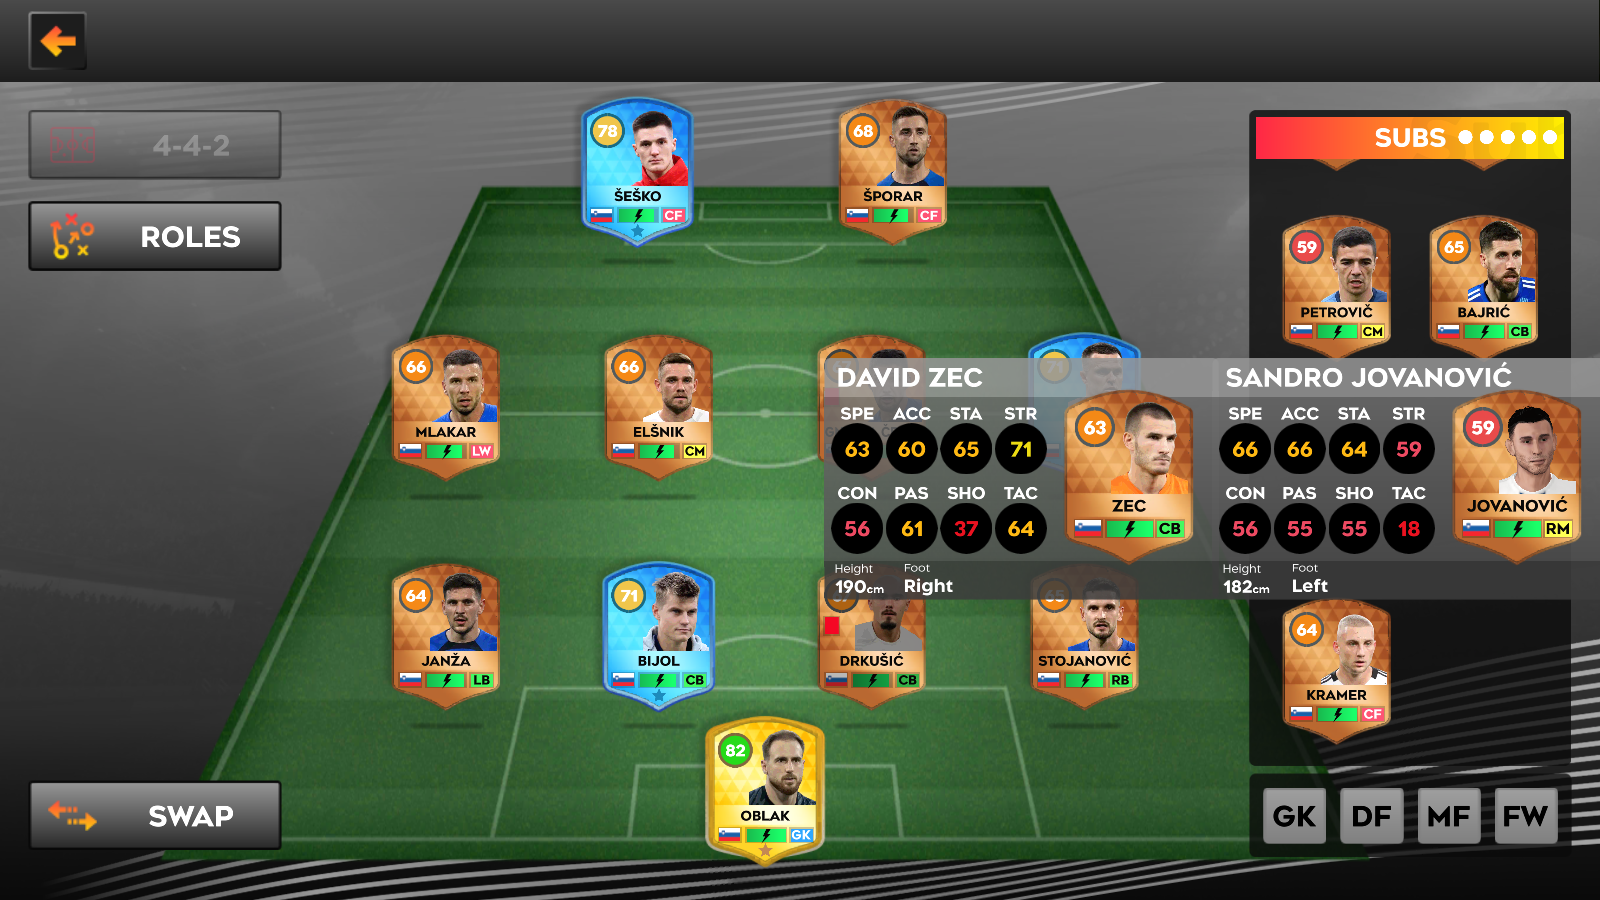 4-4-2
ROLES
SWAP
78
ŠEŠKO
CF
68
ŠPORAR
CF
SUBS
59
PETROVIČ
CM
65
BAJRIĆ
CB
66
MLAKAR
LW
66
ELŠNIK
CM
71
DAVID ZEC
SPE ACC STA STR
63 60 65 71
CON PAS SHO TAC
56 61 37 64
Height Foot
190cm Right
63
ZEC
CB
SANDRO JOVANOVIĆ
SPE ACC STA STR
66 66 64 59
CON PAS SHO TAC
56 55 55 18
Height Foot
182cm Left
59
JOVANOVIĆ
RM
64
JANŽA
LB
71
BIJOL
CB
DRKUŠIĆ
CB
65
STOJANOVIĆ
RB
64
KRAMER
CF
82
OBLAK
GK
GK DF MF FW